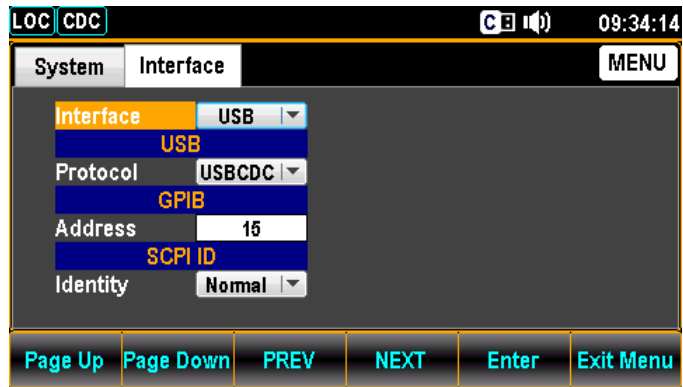 LOC CDC C 09:34:14
System Interface MENU
Interface USB
USB
Protocol USBCDC
GPIB
Address 15
SCPI ID
Identity Normal
Page Up Page Down PREV NEXT Enter Exit Menu